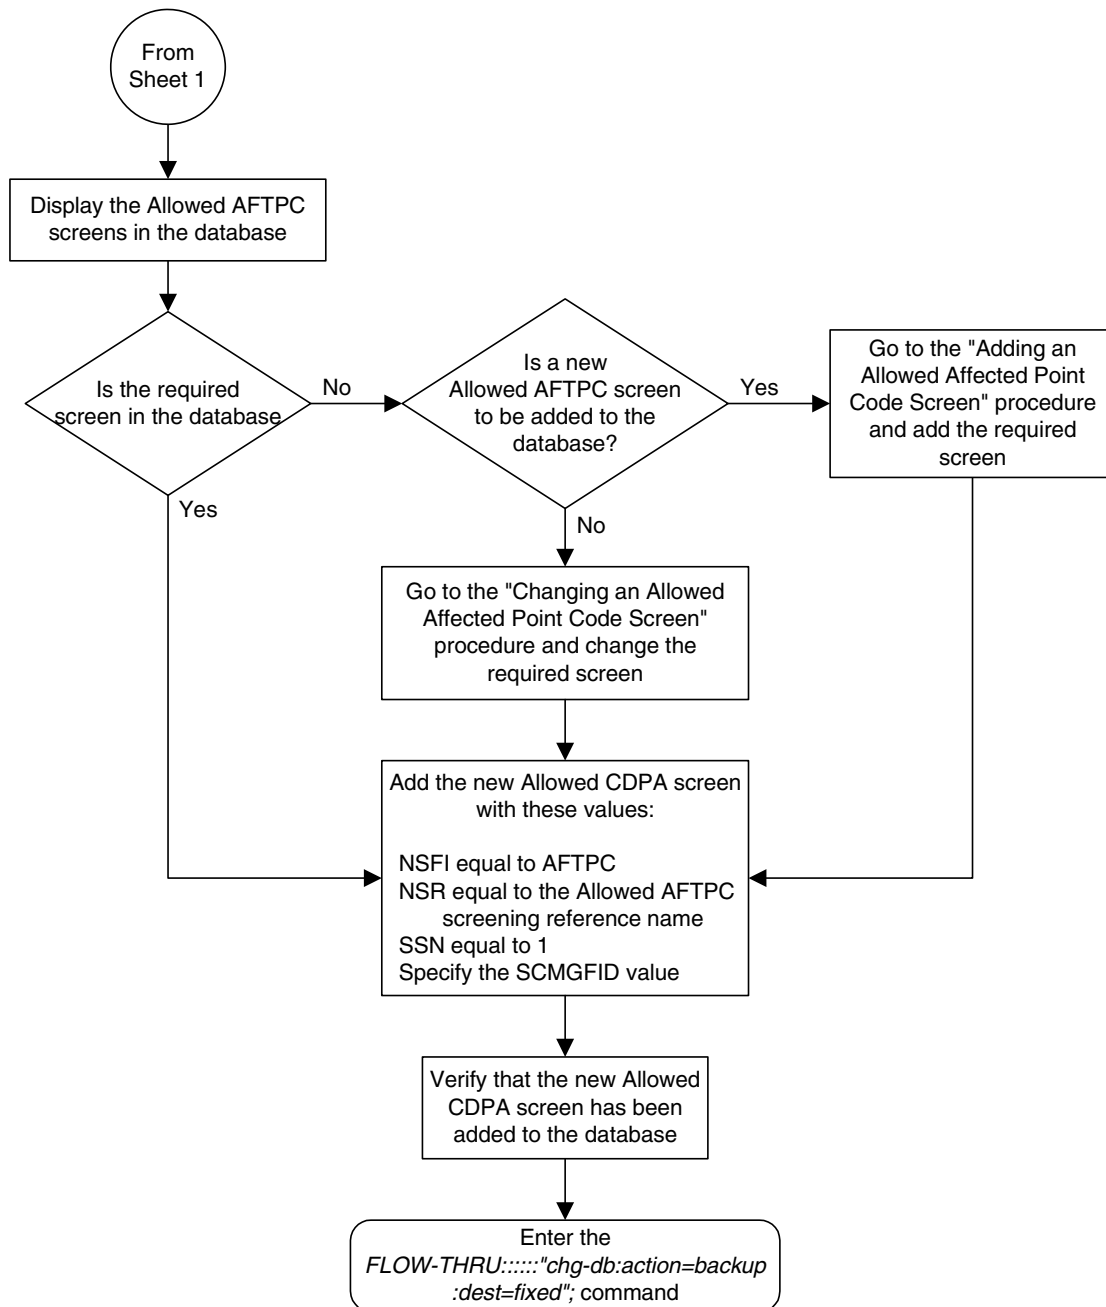 From
Sheet 1
Display the Allowed AFTPC
screens in the database
Is the required
screen in the database
No
Yes
Is a new
Allowed AFTPC screen
to be added to the
database?
Yes
No
Go to the "Adding an
Allowed Affected Point
Code Screen" procedure
and add the required
screen
Go to the "Changing an Allowed
Affected Point Code Screen"
procedure and change the
required screen
Add the new Allowed CDPA screen
with these values:
NSFI equal to AFTPC
NSR equal to the Allowed AFTPC
screening reference name
SSN equal to 1
Specify the SCMGFID value
Verify that the new Allowed
CDPA screen has been
added to the database
Enter the
FLOW-THRU::::::"chg-db:action=backup
:dest=fixed"; command